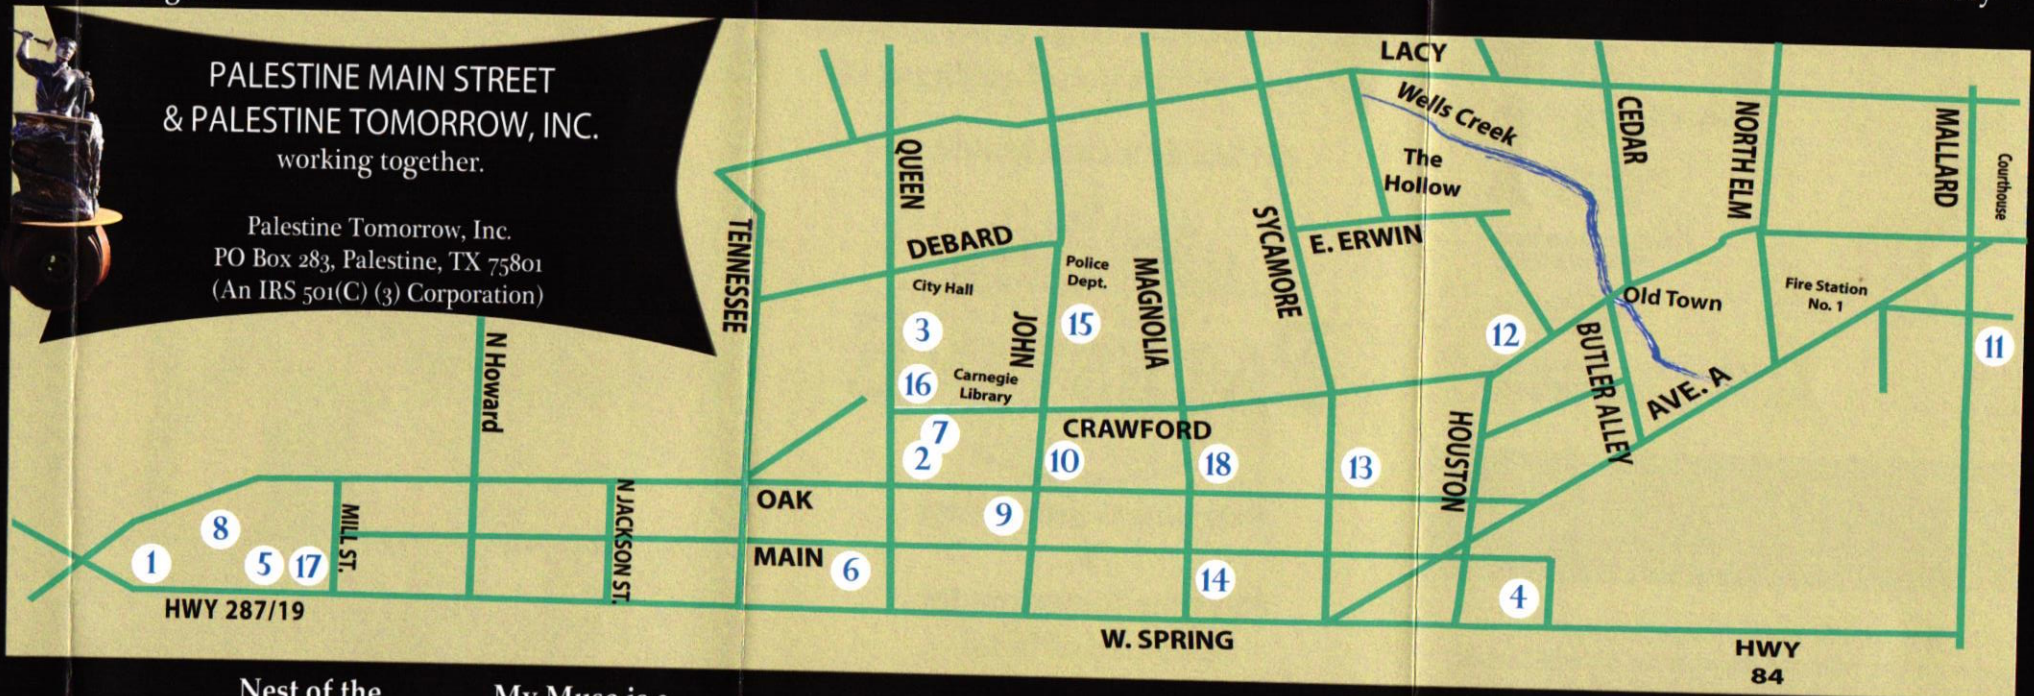 PALESTINE MAIN STREET
& PALESTINE TOMORROW, INC.
working together.
Palestine Tomorrow, Inc.
PO Box 283, Palestine, TX 75801
(An IRS 501(C) (3) Corporation)
LACY
Wells Creek
The
Hollow
CEDAR
NORTH ELM
MALLARD
Courthouse
QUEEN
TENNESSEE
DEBARD
SYCAMORE
E. ERWIN
City Hall
Police
Dept.
MAGNOLIA
JOHN
3
15
12
Old Town
Fire Station
No. 1
11
N Howard
16
Carnegie
Library
BUTLER ALLEY
AVE. A
7
2
CRAWFORD
10
18
13
HOUSTON
OAK
9
8
MILL ST.
N JACKSON ST.
1
5
17
MAIN
6
14
4
HWY 287/19
W. SPRING
HWY
84
Nest of the